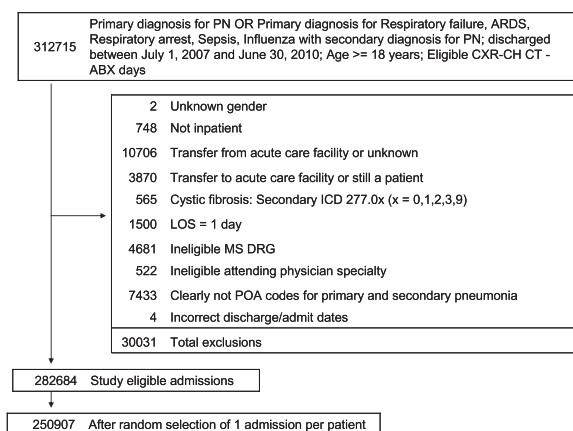 312715
Primary diagnosis for PN OR Primary diagnosis for Respiratory failure, ARDS,
Respiratory arrest, Sepsis, Influenza with secondary diagnosis for PN; discharged
between July 1, 2007 and June 30, 2010; Age >= 18 years; Eligible CXR-CH CT -
ABX days
2 Unknown gender
748 Not inpatient
10706 Transfer from acute care facility or unknown
3870 Transfer to acute care facility or still a patient
565 Cystic fibrosis: Secondary ICD 277.0x (x = 0,1,2,3,9)
1500 LOS = 1 day
4681 Ineligible MS DRG
522 Ineligible attending physician specialty
7433 Clearly not POA codes for primary and secondary pneumonia
4 Incorrect discharge/admit dates
30031 Total exclusions
282684 Study eligible admissions
250907 After random selection of 1 admission per patient